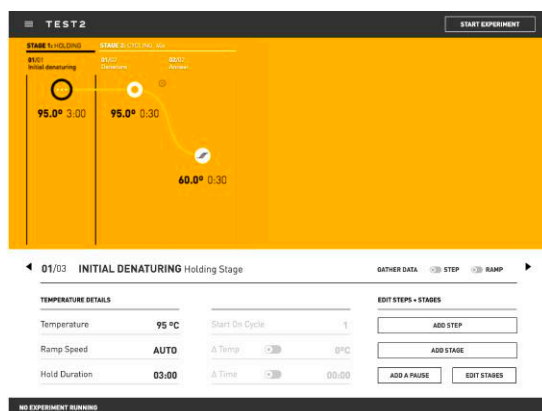 TEST2
START EXPERIMENT
STAGE 1: HOLDING
STAGE 2: CYCLING, 40x
01/01
Initial denaturing
01/02
Denature
02/02
Anneal
95.0º 3:00
95.0º 0:30
60.0º 0:30
01/03 INITIAL DENATURING Holding Stage
GATHER DATA STEP RAMP
TEMPERATURE DETAILS
EDIT STEPS + STAGES
Temperature 95 ºC
Start On Cycle 1
ADD STEP
Ramp Speed AUTO
Δ Temp 0ºC
ADD STAGE
Hold Duration 03:00
Δ Time 00:00
ADD A PAUSE
EDIT STAGES
NO EXPERIMENT RUNNING